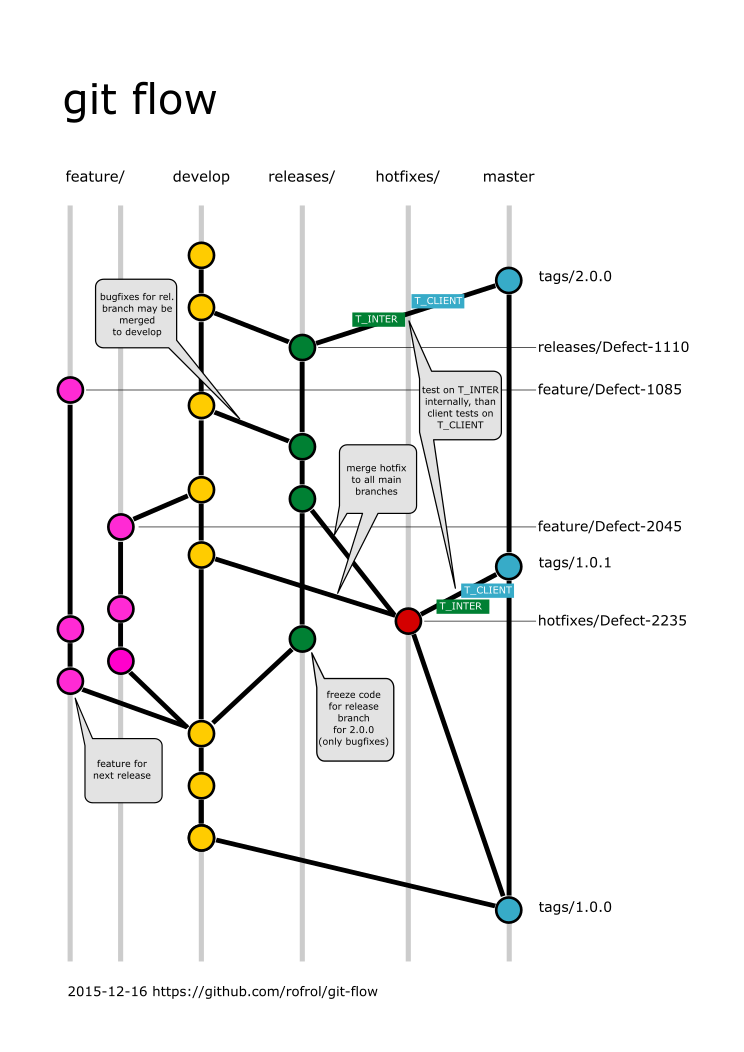 git flow
feature/
develop
releases/
hotfixes/
master
tags/2.0.0
bugfixes for rel.
branch may be
merged
to develop
T_CLIENT
T_INTER
releases/Defect-1110
feature/Defect-1085
test on T_INTER
internally, than
client tests on
T_CLIENT
merge hotfix
to all main
branches
feature/Defect-2045
tags/1.0.1
T_CLIENT
T_INTER
hotfixes/Defect-2235
freeze code
for release
branch
for 2.0.0
(only bugfixes)
feature for
next release
tags/1.0.0
2015-12-16 https://github.com/rofrol/git-flow